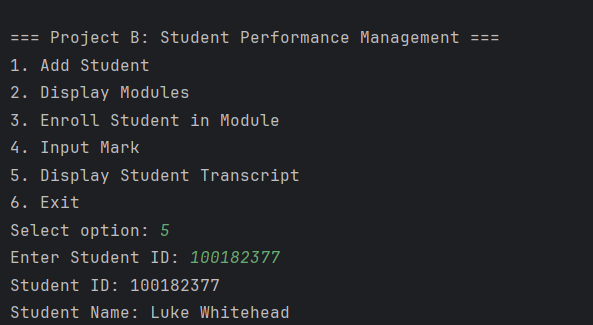 === Project B: Student Performance Management ===
1. Add Student
2. Display Modules
3. Enroll Student in Module
4. Input Mark
5. Display Student Transcript
6. Exit
Select option: 5
Enter Student ID: 100182377
Student ID: 100182377
Student Name: Luke Whitehead